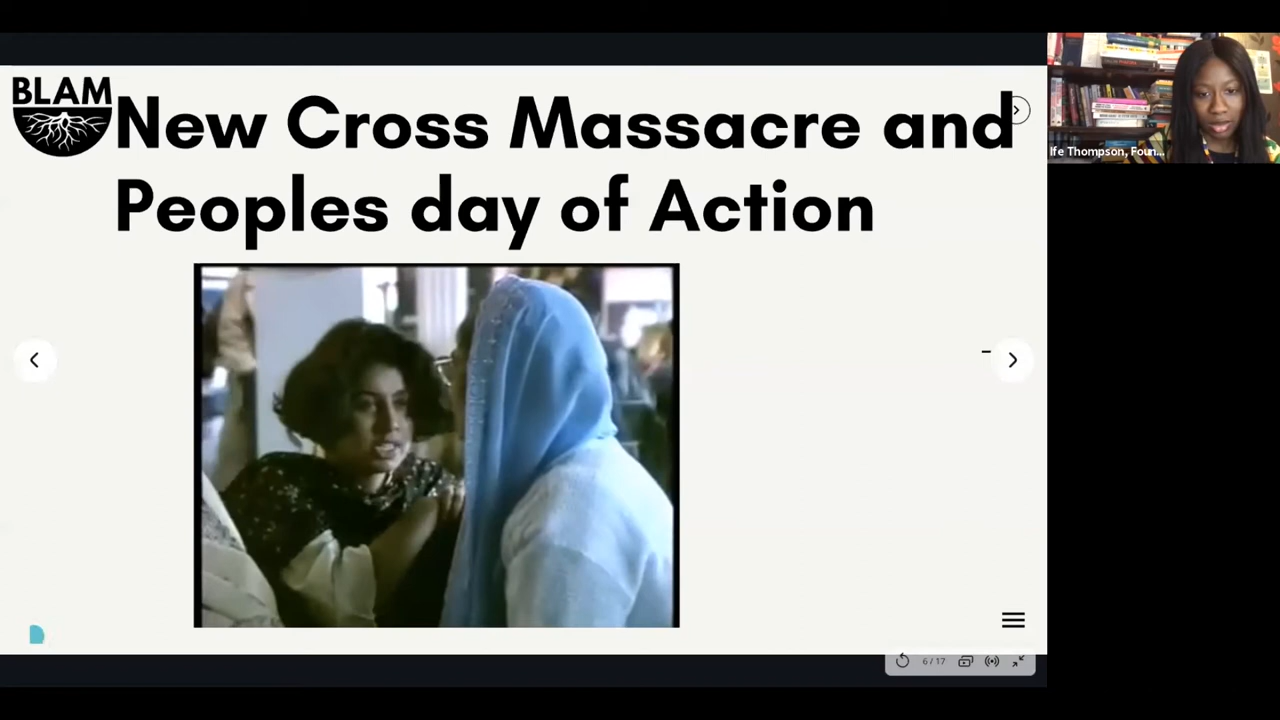 BLAM
New Cross Massacre and
Peoples day of Action
Ife Thompson, Foun...
6 / 17